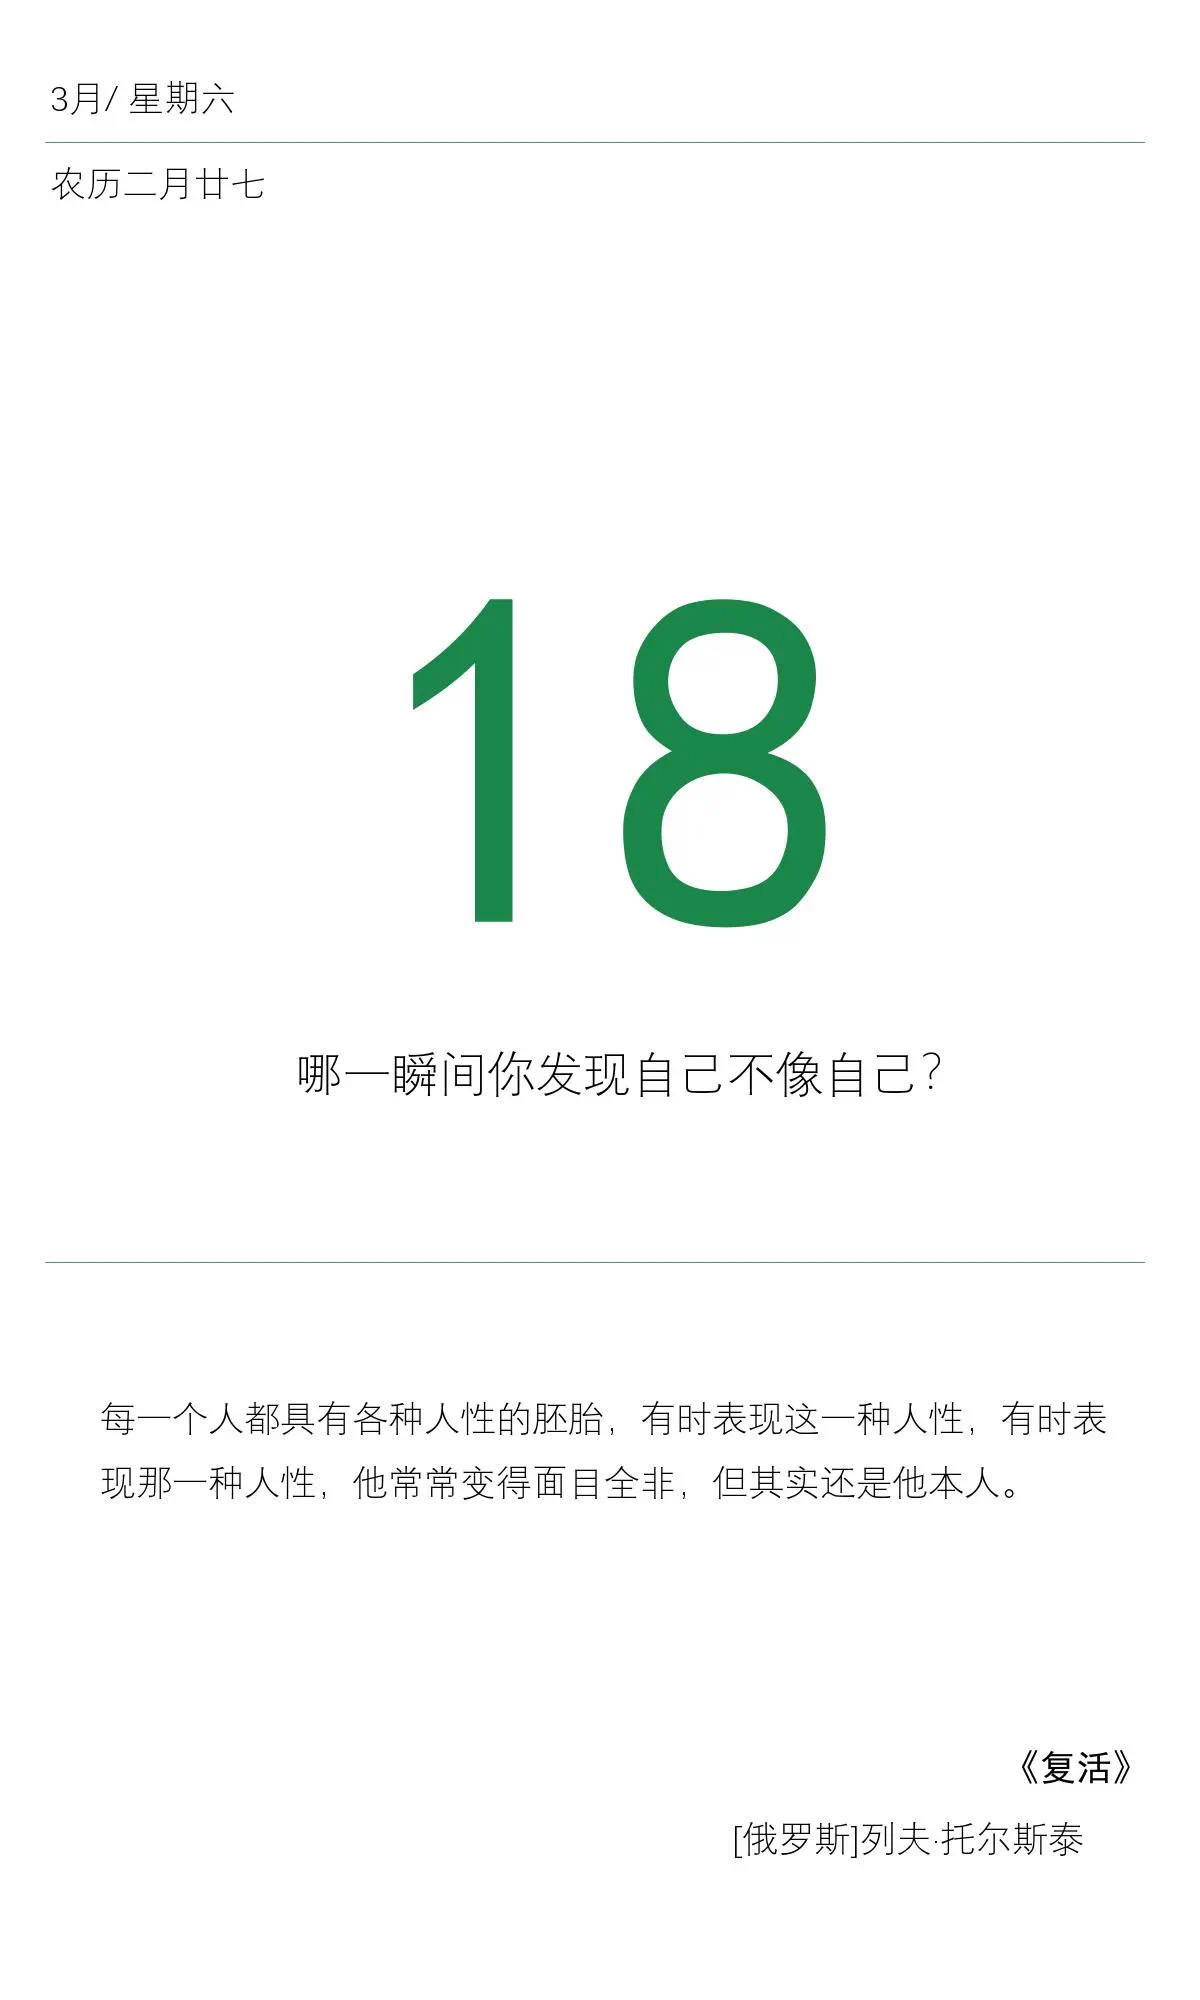 3月/ 星期六
农历二月廿七
18
哪一瞬间你发现自己不像自己？
每一个人都具有各种人性的胚胎，有时表现这一种人性，有时表
现那一种人性，他常常变得面目全非，但其实还是他本人。
《复活》
[俄罗斯]列夫·托尔斯泰